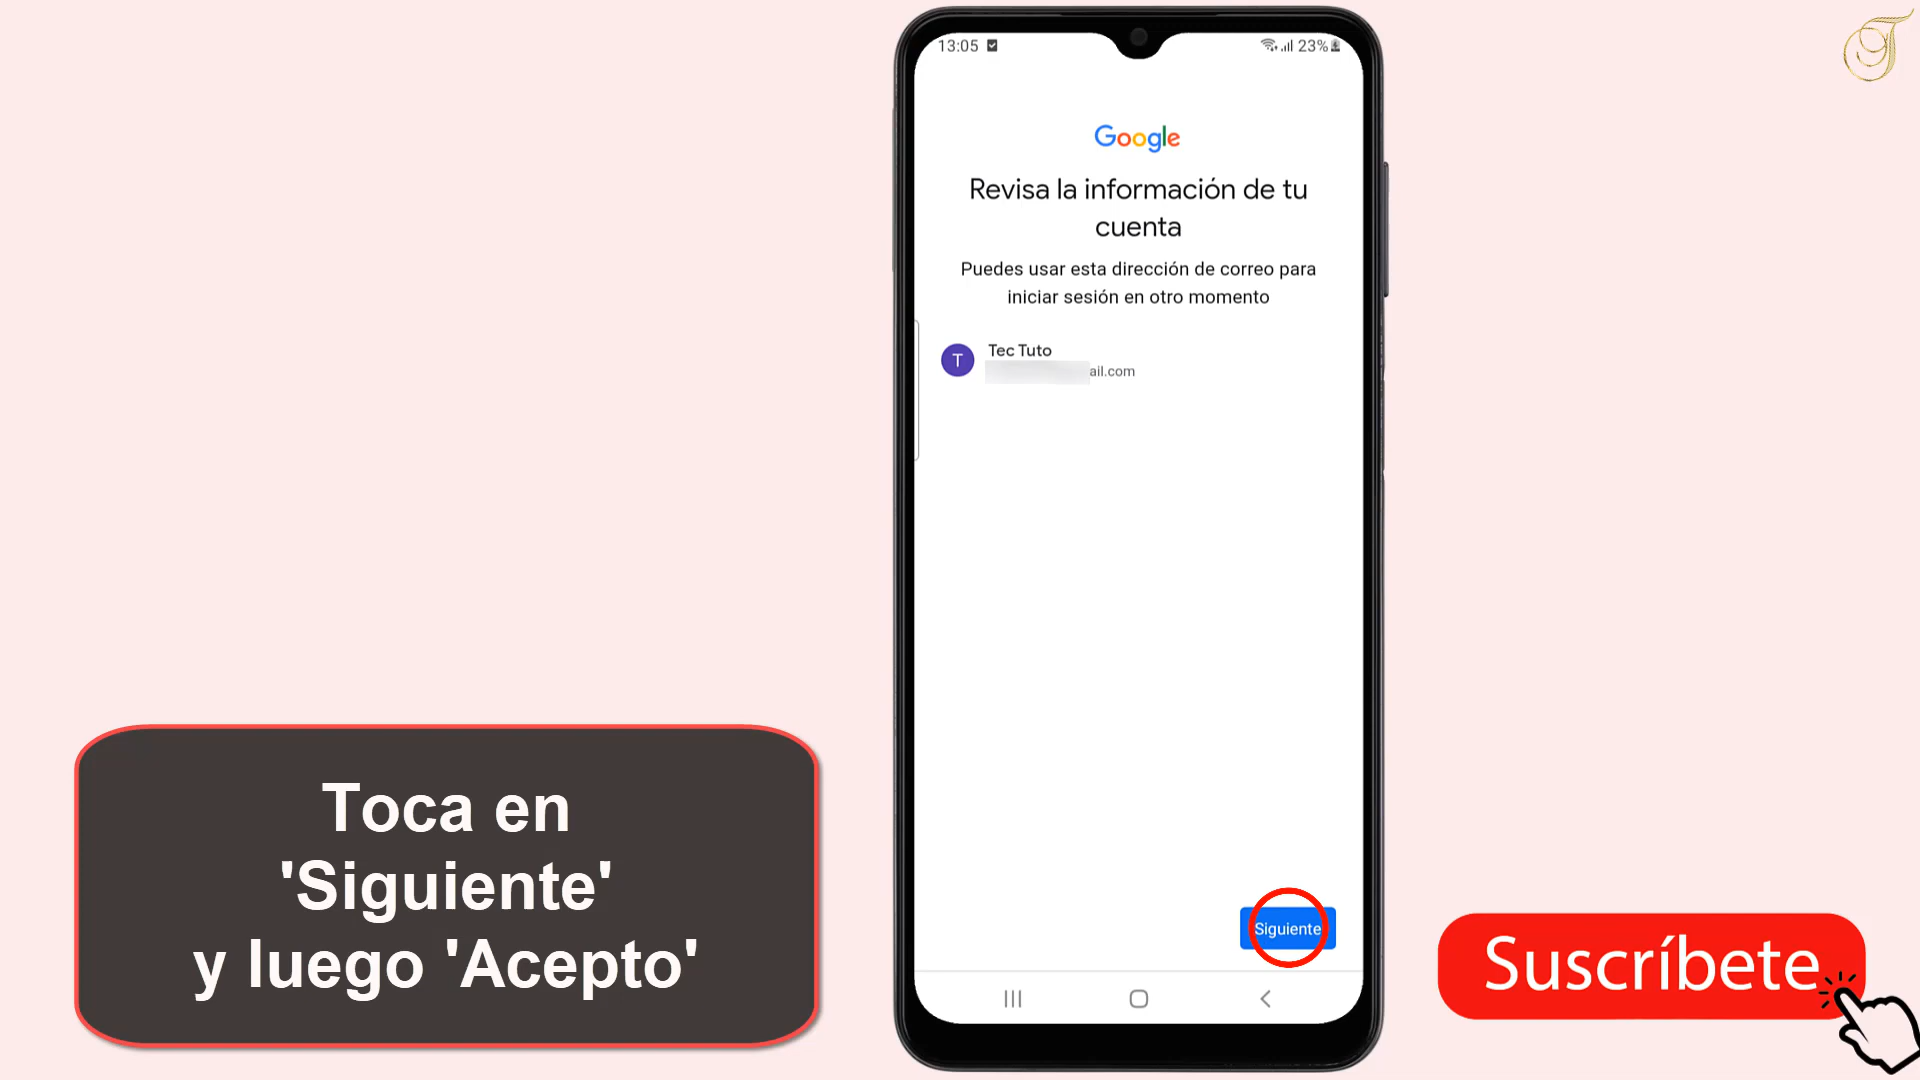 13:05
23%
Google
Revisa la información de tu
cuenta
Puedes usar esta dirección de correo para
iniciar sesión en otro momento
T
Tec Tuto
ail.com
Siguiente
Toca en
'Siguiente'
y luego 'Acepto'
Suscríbete